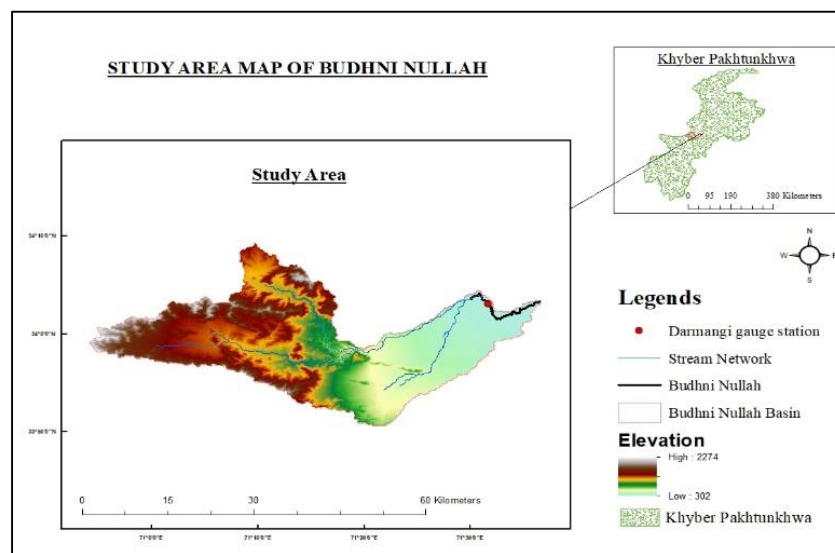 STUDY AREA MAP OF BUDHNI NULLAH
Khyber Pakhtunkhwa
0 95 190 380 Kilometers
Study Area
N
W E
S
Legends
Darmangi gauge station
Stream Network
Budhni Nullah
Budhni Nullah Basin
Elevation
High : 2274
Low : 302
Khyber Pakhtunkhwa
0 15 30 60 Kilometers